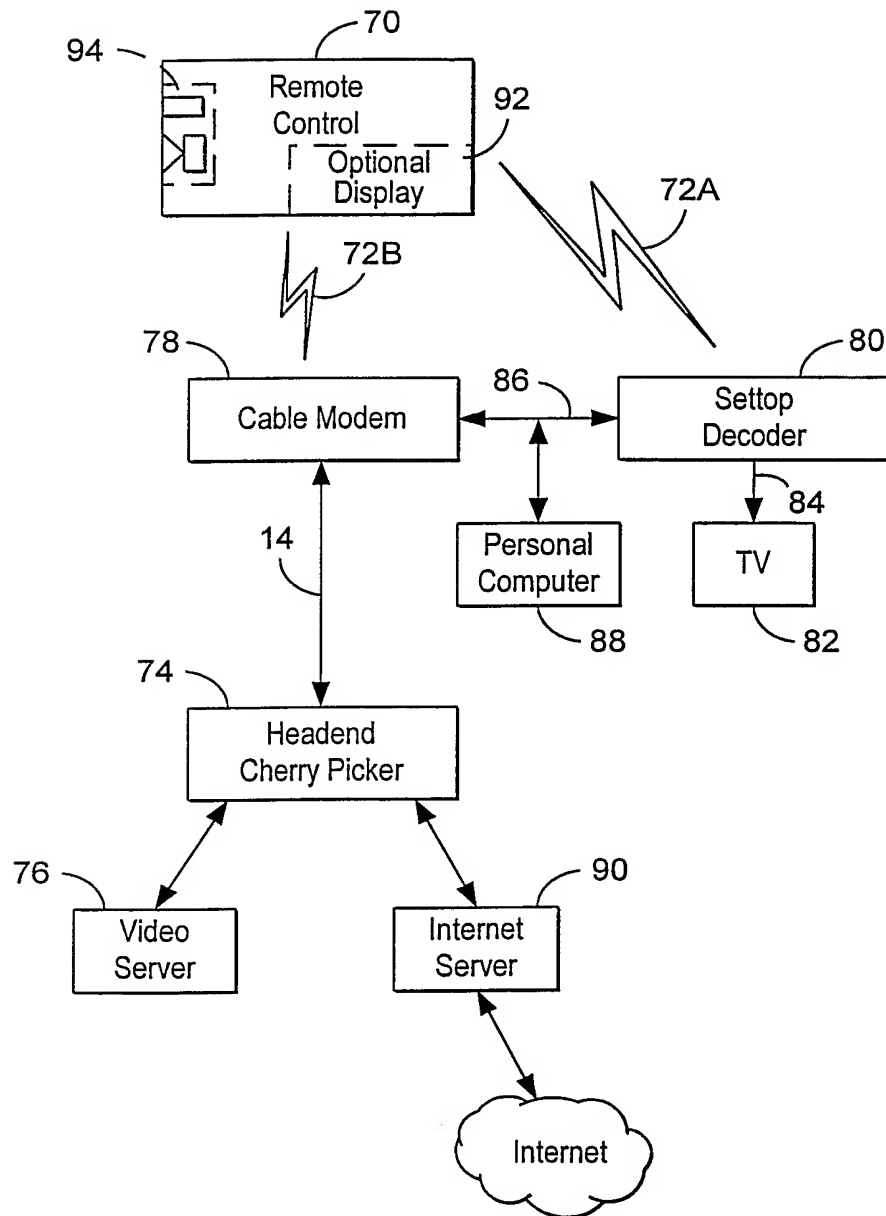 70
94
Remote
Control
92
Optional
Display
72A
72B
78
80
86
Cable Modem
Settop
Decoder
84
14
Personal
Computer
TV
88
82
74
Headend
Cherry Picker
76
90
Video
Server
Internet
Server
Internet